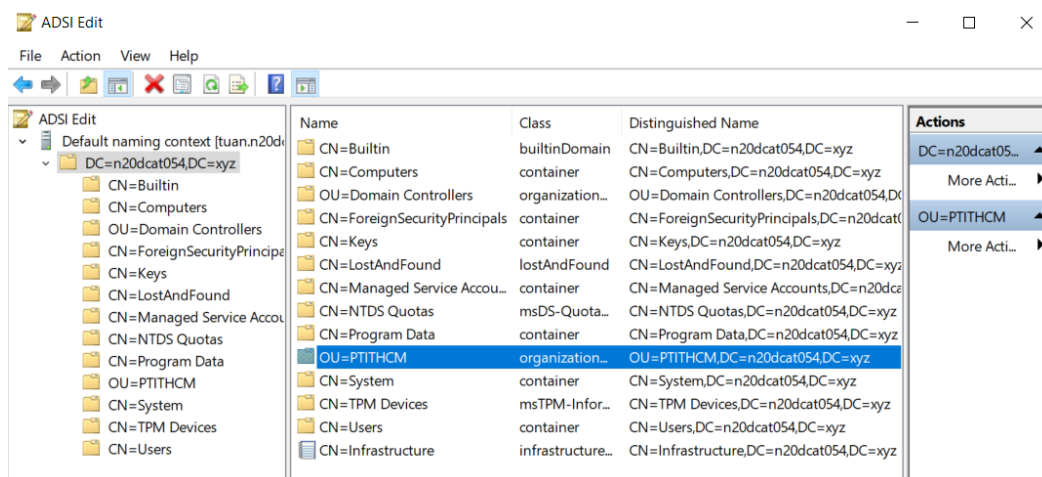 ADSI Edit
File Action View Help
ADSI Edit
Default naming context [tuan.n20dc
DC=n20dcat054,DC=xyz
CN=Builtin
CN=Computers
OU=Domain Controllers
CN=ForeignSecurityPrincipa
CN=Keys
CN=LostAndFound
CN=Managed Service Accou
CN=NTDS Quotas
CN=Program Data
OU=PTITHCM
CN=System
CN=TPM Devices
CN=Users
Name Class Distinguished Name
CN=Builtin builtinDomain CN=Builtin,DC=n20dcat054,DC=xyz
CN=Computers container CN=Computers,DC=n20dcat054,DC=xyz
OU=Domain Controllers organization... OU=Domain Controllers,DC=n20dcat054,DC
CN=ForeignSecurityPrincipals container CN=ForeignSecurityPrincipals,DC=n20dcat0
CN=Keys container CN=Keys,DC=n20dcat054,DC=xyz
CN=LostAndFound lostAndFound CN=LostAndFound,DC=n20dcat054,DC=xyz
CN=Managed Service Accou... container CN=Managed Service Accounts,DC=n20dca
CN=NTDS Quotas msDS-Quota... CN=NTDS Quotas,DC=n20dcat054,DC=xyz
CN=Program Data container CN=Program Data,DC=n20dcat054,DC=xyz
OU=PTITHCM organization... OU=PTITHCM,DC=n20dcat054,DC=xyz
CN=System container CN=System,DC=n20dcat054,DC=xyz
CN=TPM Devices msTPM-Infor... CN=TPM Devices,DC=n20dcat054,DC=xyz
CN=Users container CN=Users,DC=n20dcat054,DC=xyz
CN=Infrastructure infrastructure... CN=Infrastructure,DC=n20dcat054,DC=xyz
Actions
DC=n20dcat05...
More Acti...
OU=PTITHCM
More Acti...